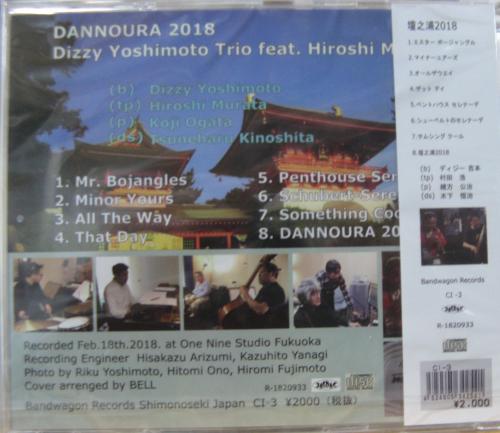 DANNOURA 2018
Dizzy Yoshimoto Trio feat. Hiroshi M
(b) Dizzy Yoshimoto
(tp) Hiroshi Murata
(p) Koji Ogata
(ds) Tsuneharu Kinoshita
1. Mr. Bojangles
2. Minor Yours
3. All The Way
4. That Day
5. Penthouse Ser
6. Schubert-Sere
7. Something Coo
8. DANNOURA 20
Recorded Feb.18th.2018. at One Nine Studio Fukuoka
Recording Engineer Hisakazu Arizumi, Kazuhito Yanagi
Photo by Riku Yoshimoto, Hitomi Ono, Hiromi Fujimoto
Cover arranged by BELL
R-1820933
Bandwagon Records Shimonoseki Japan CI-3 ¥2000（税抜）
壇之浦2018
1.ミスター ボージャングル
2.マイナーユアーズ
3.オールザウエイ
4.ザット デイ
5.ペントハウス セレナーデ
6.シューベルトのセレナーデ
7.サムシング クール
8.壇之浦2018
(b) ディジー 吉本
(tp) 村田 浩
(p) 緒方 公治
(ds) 木下 恒治
Bandwagon Records
CI-3
R-1820933
CI-3
¥2,000